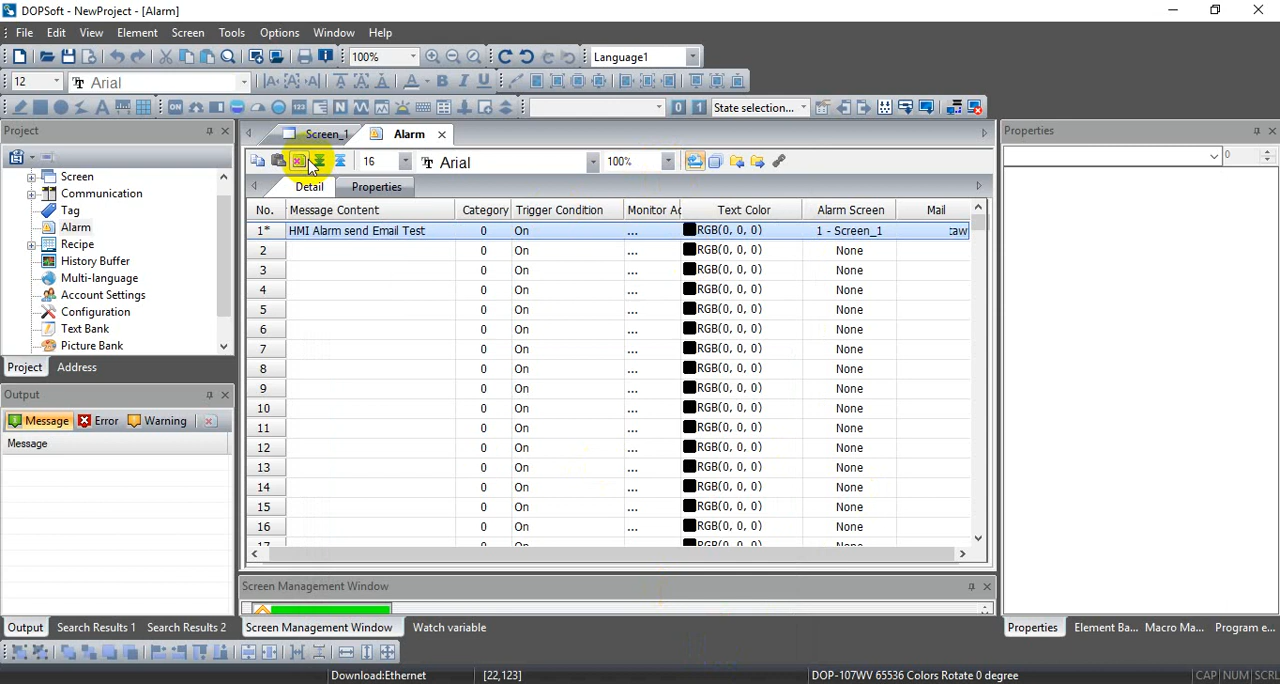 DOPSoft - NewProject - [Alarm]
File Edit View Element Screen Tools Options Window Help
100% Language1
12 Arial
State selection...
Project
Screen_1 Alarm
Properties
16 Arial 100%
0
Screen
Communication
Tag
Alarm
Recipe
History Buffer
Multi-language
Account Settings
Configuration
Text Bank
Picture Bank
Project Address
Detail Properties
No. Message Content Category Trigger Condition Monitor Ac Text Color Alarm Screen Mail
1* HMI Alarm send Email Test 0 On ... RGB(0, 0, 0) 1 - Screen_1
2 0 On ... RGB(0, 0, 0) None
3 0 On ... RGB(0, 0, 0) None
4 0 On ... RGB(0, 0, 0) None
5 0 On ... RGB(0, 0, 0) None
6 0 On ... RGB(0, 0, 0) None
7 0 On ... RGB(0, 0, 0) None
8 0 On ... RGB(0, 0, 0) None
9 0 On ... RGB(0, 0, 0) None
10 0 On ... RGB(0, 0, 0) None
11 0 On ... RGB(0, 0, 0) None
12 0 On ... RGB(0, 0, 0) None
13 0 On ... RGB(0, 0, 0) None
14 0 On ... RGB(0, 0, 0) None
15 0 On ... RGB(0, 0, 0) None
16 0 On ... RGB(0, 0, 0) None
Output
Message Error Warning
Message
Screen Management Window
Output Search Results 1 Search Results 2
Screen Management Window Watch variable
Properties Element Ba... Macro Ma... Program e...
Download:Ethernet [22,123] DOP-107WV 65536 Colors Rotate 0 degree CAP NUM SCRL